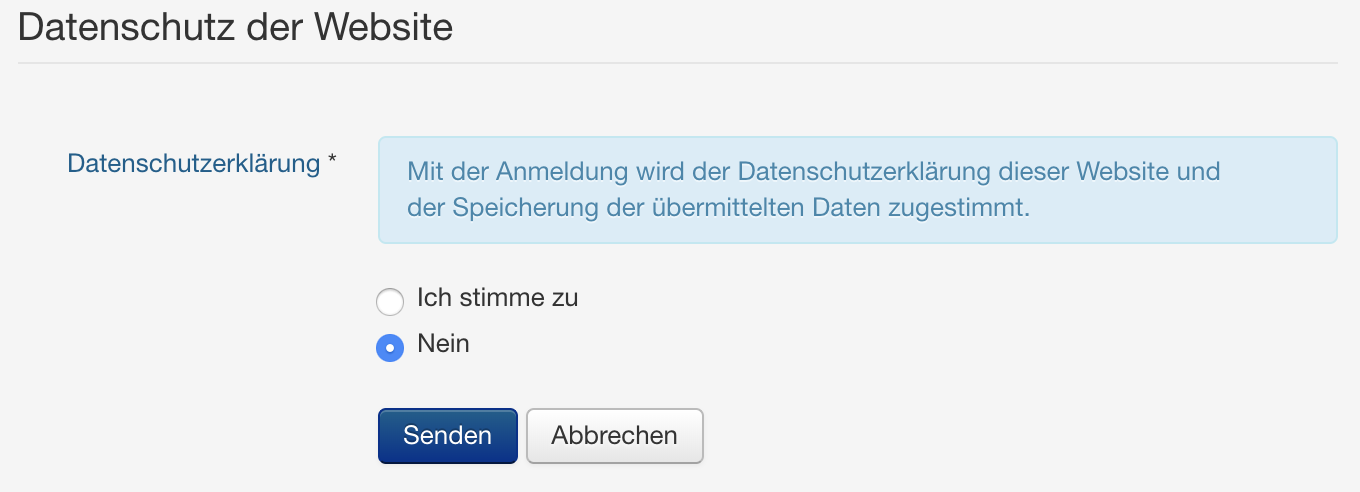 Datenschutz der Website
Datenschutzerklärung *
Mit der Anmeldung wird der Datenschutzerklärung dieser Website und
der Speicherung der übermittelten Daten zugestimmt.
Ich stimme zu
Nein
Senden
Abbrechen